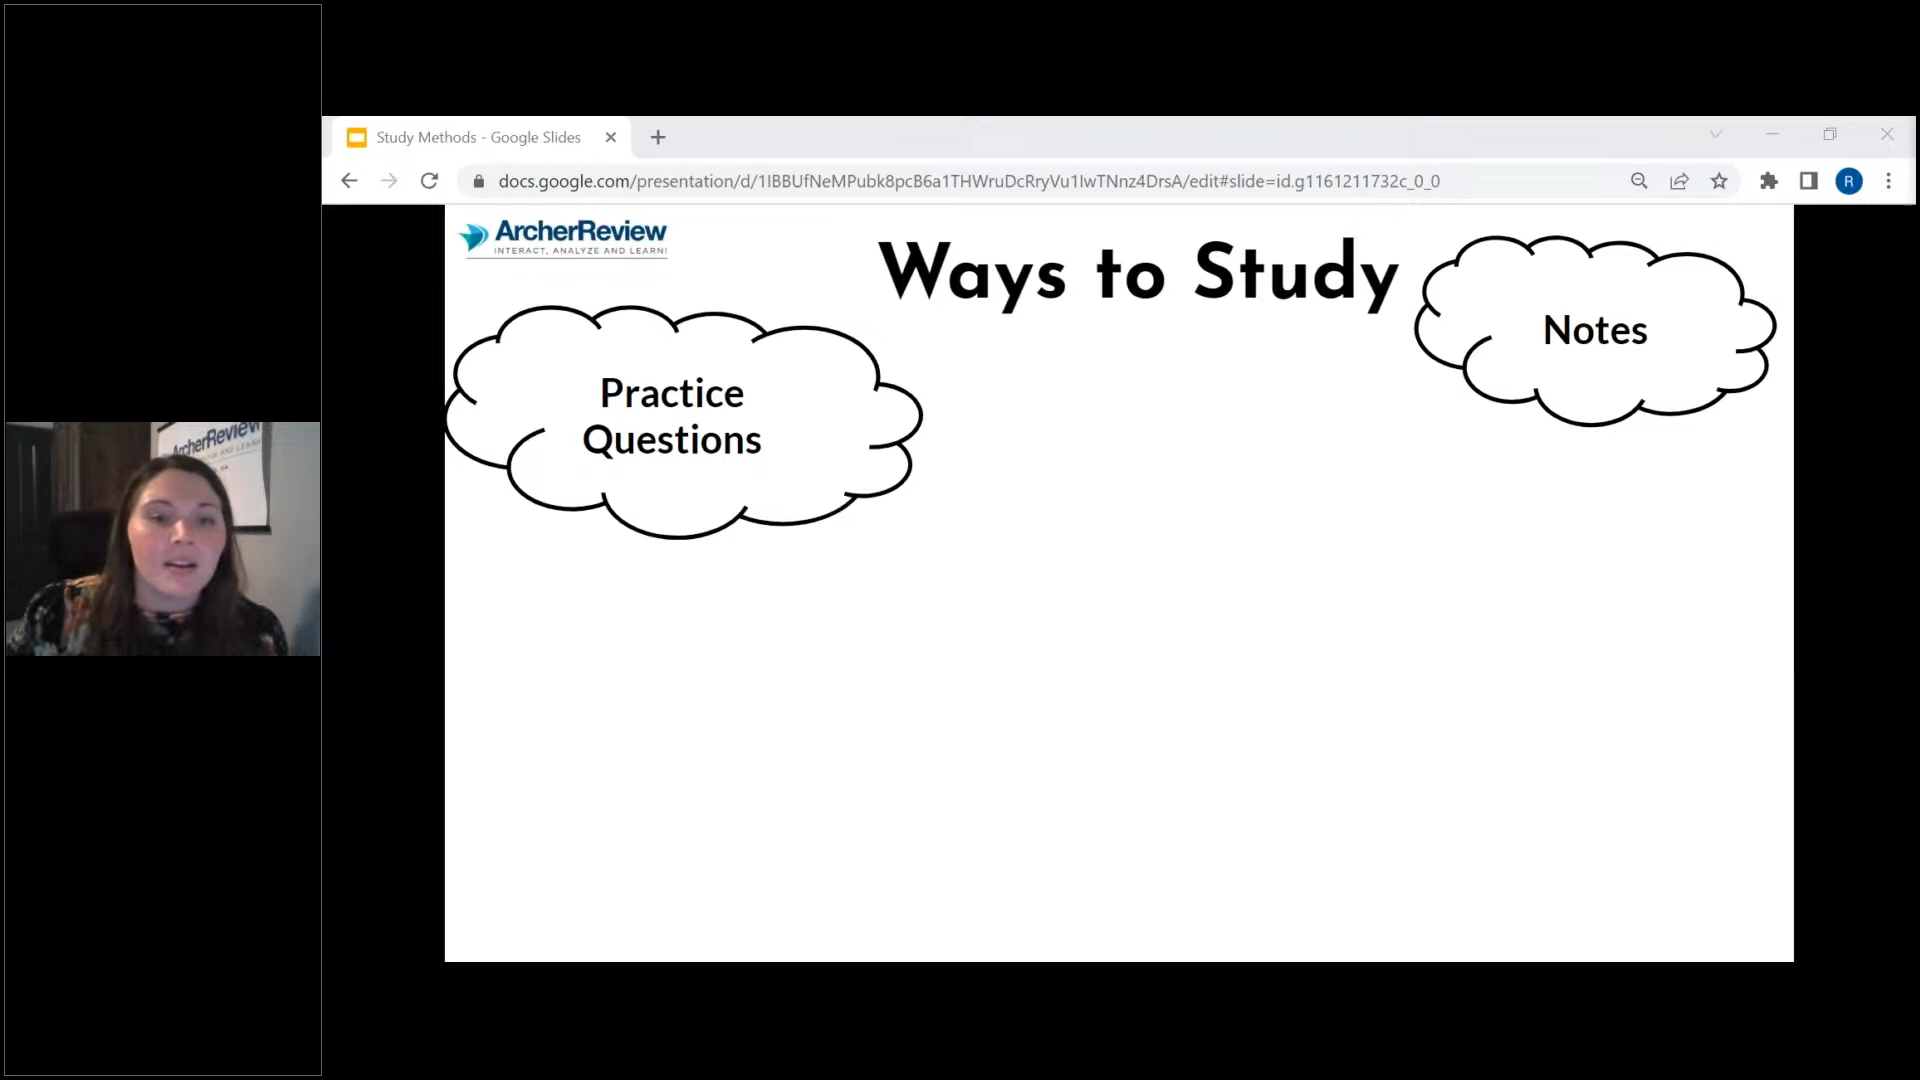 Study Methods - Google Slides
docs.google.com/presentation/d/1IBBUfNeMPubk8pcB6a1THWruDcRryVu1IwTNnz4DrsA/edit#slide=id.g1161211732c_0_0
R
ArcherReview
INTERACT, ANALYZE AND LEARN!
Ways to Study
Notes
Practice
Questions
ArcherReview